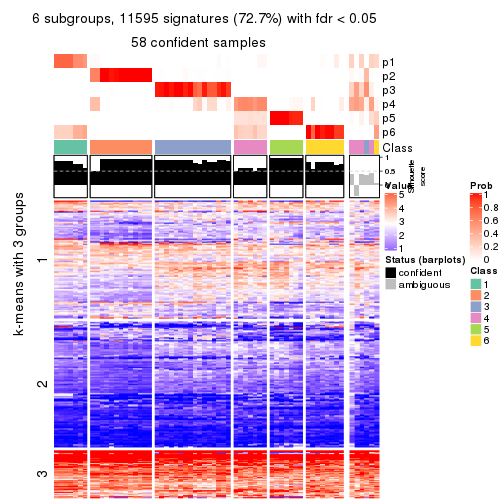 6 subgroups, 11595 signatures (72.7%) with fdr < 0.05
58 confident samples
p1
p2
p3
p4
p5
p6
Class
1
0.5
0
Silhouette
score
k-means with 3 groups
1
2
3
Value
5
4
3
2
1
Status (barplots)
confident
ambiguous
Prob
1
0.8
0.6
0.4
0.2
0
Class
1
2
3
4
5
6